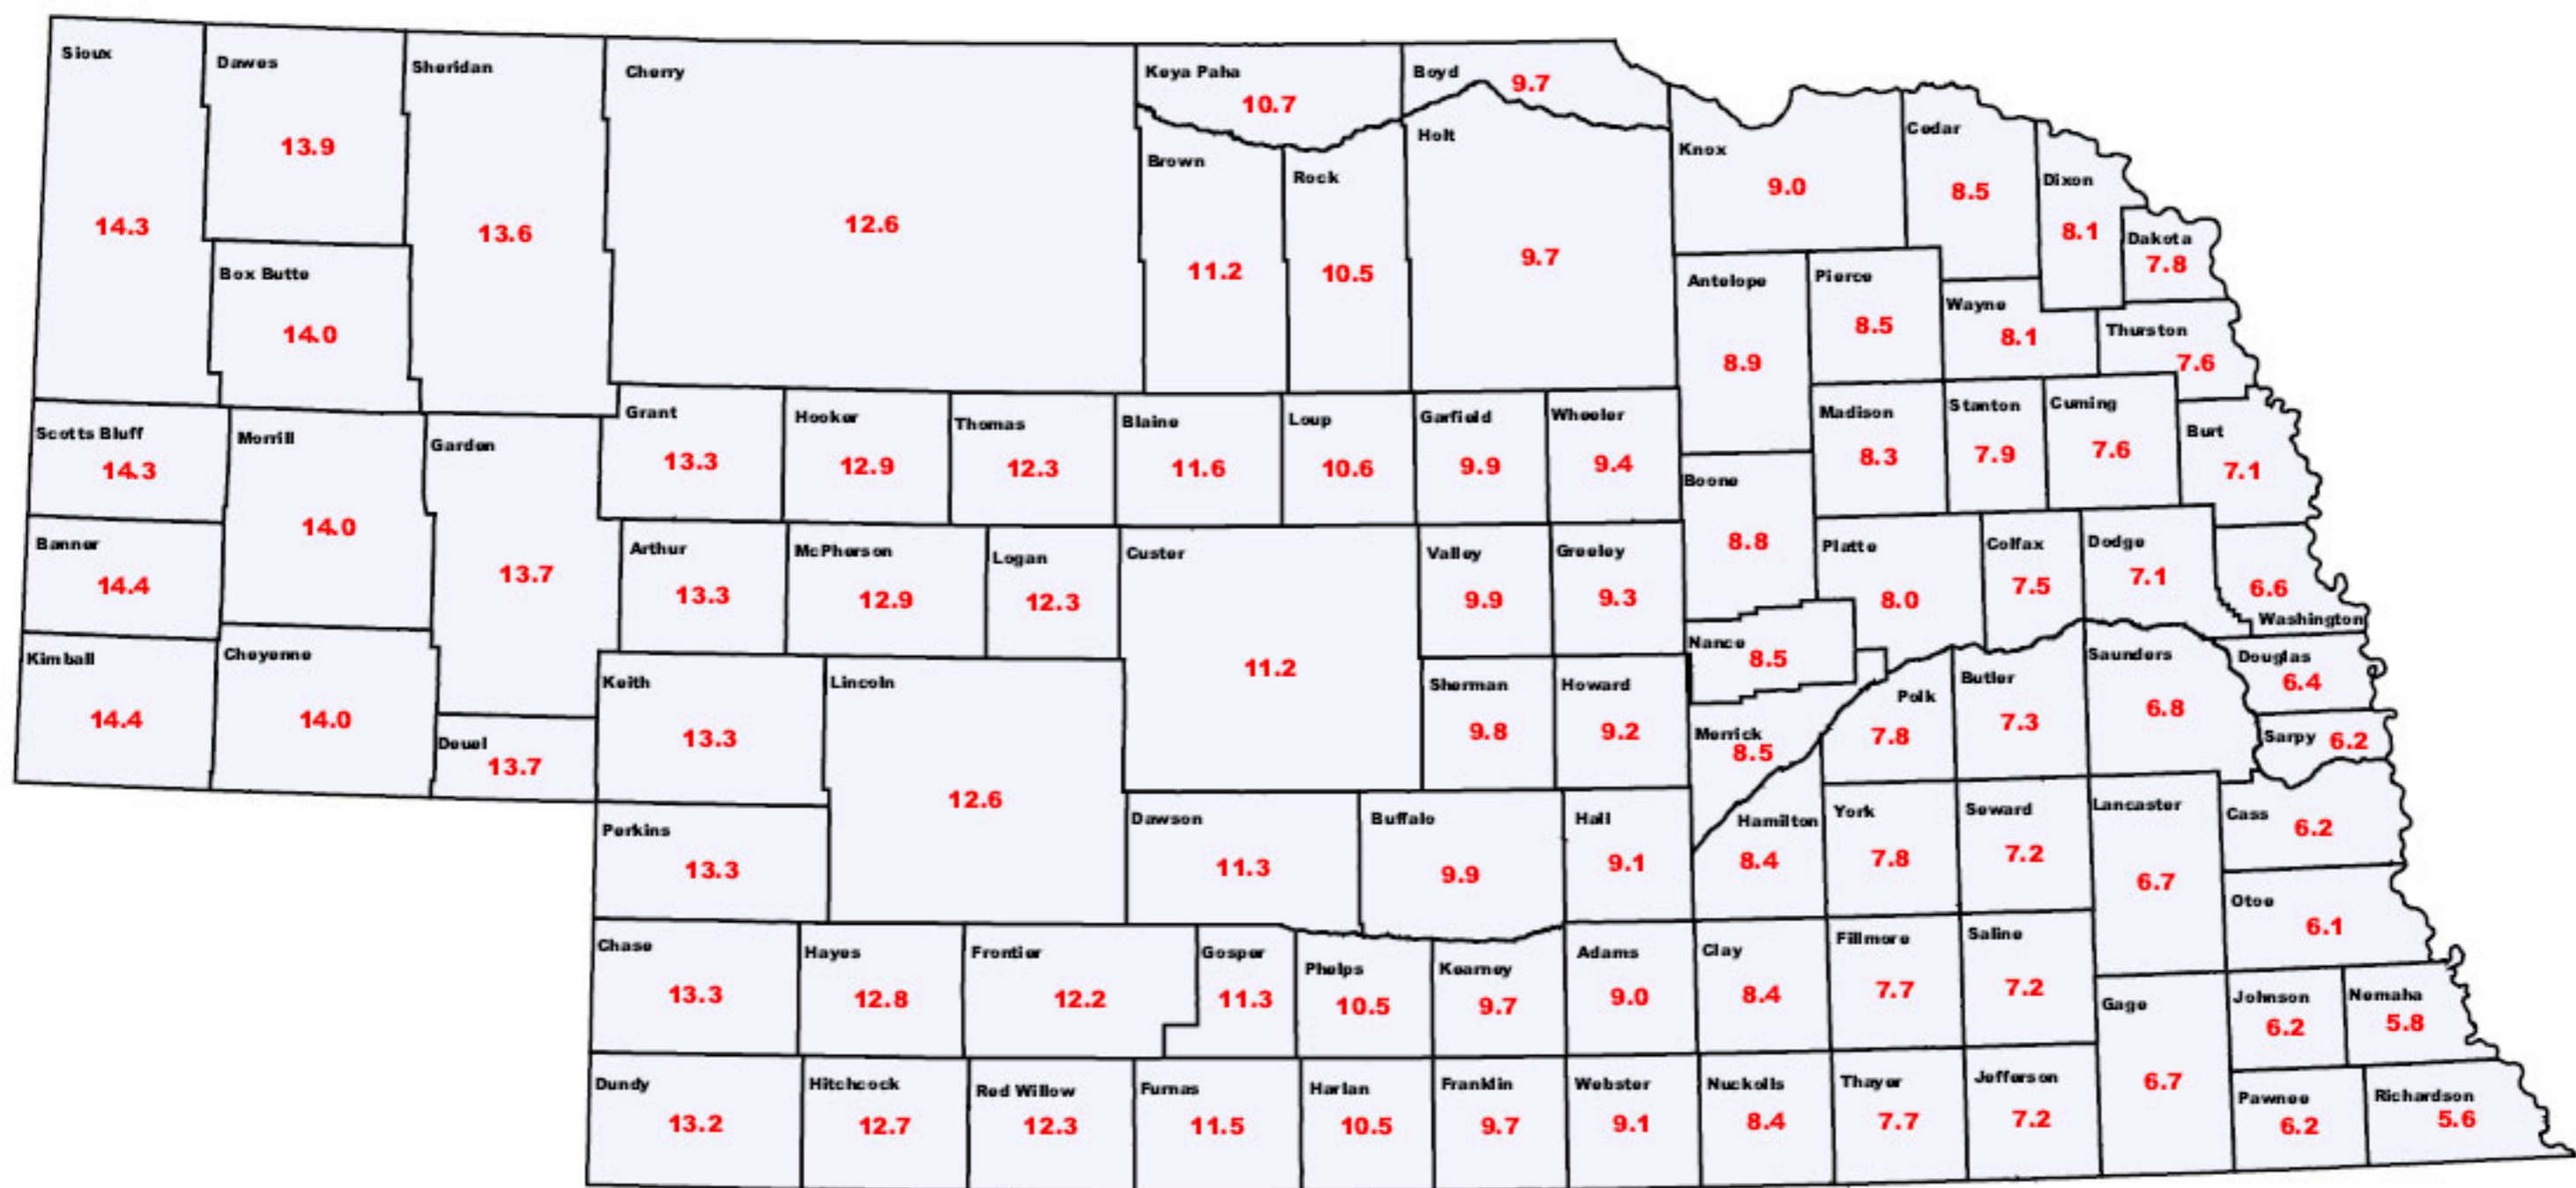 Sioux
14.3
Dawes
13.9
Sheridan
13.6
Cherry
12.6
Keya Paha
10.7
Boyd
9.7
Brown
11.2
Rock
10.5
Holt
9.7
Knox
9.0
Cedar
8.5
Dixon
8.1
Dakota
7.8
Box Butte
14.0
Antelope
8.9
Pierce
8.5
Wayne
8.1
Thurston
7.6
Scotts Bluff
14.3
Morrill
14.0
Garden
13.7
Grant
13.3
Hooker
12.9
Thomas
12.3
Blaine
11.6
Loup
10.6
Garfield
9.9
Wheeler
9.4
Boone
8.8
Madison
8.3
Stanton
7.9
Cuming
7.6
Burt
7.1
Banner
14.4
Arthur
13.3
McPherson
12.9
Logan
12.3
Custer
11.2
Valley
9.9
Greeley
9.3
Platte
8.0
Colfax
7.5
Dodge
7.1
6.6
Washington
Kimball
14.4
Cheyenne
14.0
Deuel
13.7
Keith
13.3
Lincoln
12.6
Sherman
9.8
Howard
9.2
Nance
8.5
Merrick
8.5
Polk
7.8
Butler
7.3
Saunders
6.8
Douglas
6.4
Sarpy 6.2
Perkins
13.3
Dawson
11.3
Buffalo
9.9
Hall
9.1
Hamilton
8.4
York
7.8
Seward
7.2
Lancaster
6.7
Cass
6.2
Otoe
6.1
Chase
13.3
Hayes
12.8
Frontier
12.2
Gosper
11.3
Phelps
10.5
Kearney
9.7
Adams
9.0
Clay
8.4
Fillmore
7.7
Saline
7.2
Gage
6.7
Johnson
6.2
Nemaha
5.8
Dundy
13.2
Hitchcock
12.7
Red Willow
12.3
Furnas
11.5
Harlan
10.5
Franklin
9.7
Webster
9.1
Nuckolls
8.4
Thayer
7.7
Jefferson
7.2
Pawnee
6.2
Richardson
5.6